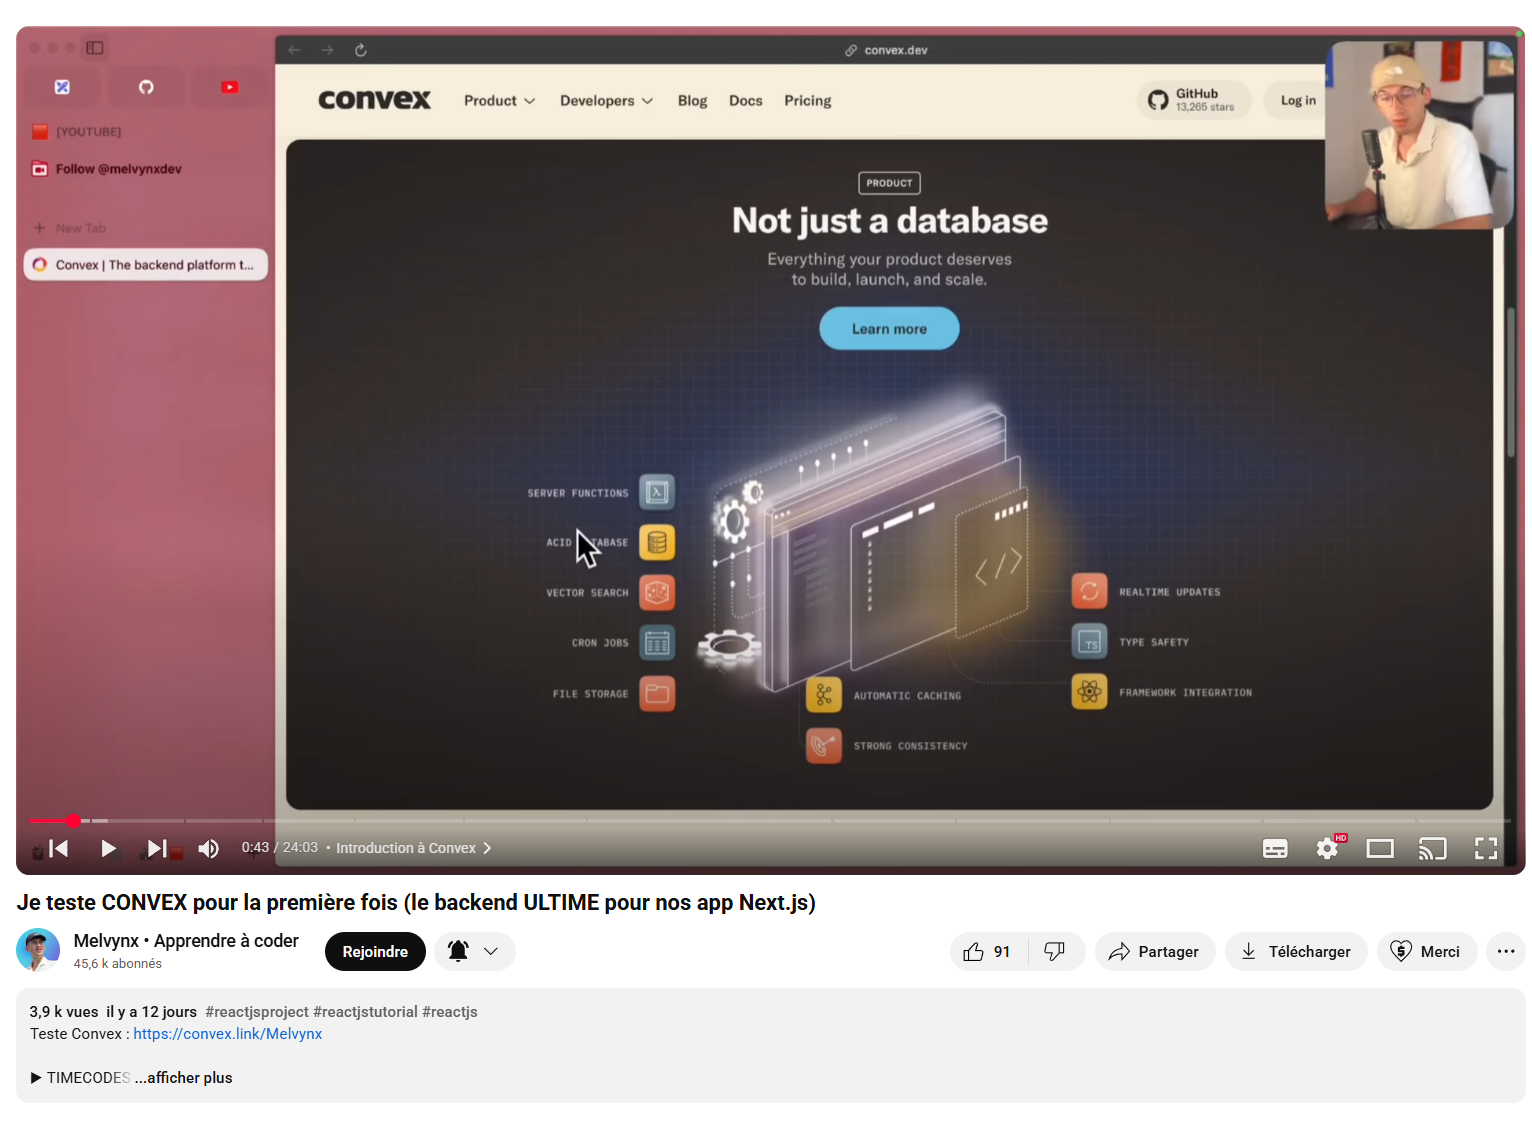 convex.dev
convex
Product
Developers
Blog
Docs
Pricing
GitHub
13,265 stars
Log in
[YOUTUBE]
Follow @melvynxdev
+ New Tab
Convex | The backend platform t...
PRODUCT
Not just a database
Everything your product deserves
to build, launch, and scale.
Learn more
SERVER FUNCTIONS
ACID
VECTOR SEARCH
CRON JOBS
FILE STORAGE
REALTIME UPDATES
TS
TYPE SAFETY
FRAMEWORK INTEGRATION
AUTOMATIC CACHING
STRONG CONSISTENCY
0:43 / 24:03 • Introduction à Convex
HD
Je teste CONVEX pour la première fois (le backend ULTIME pour nos app Next.js)
Melvynx • Apprendre à coder
45,6 k abonnés
Rejoindre
91
Partager
Télécharger
Merci
3,9 k vues il y a 12 jours #reactjsproject #reactjstutorial #reactjs
Teste Convex : https://convex.link/Melvynx
▶ TIMECODES ...afficher plus